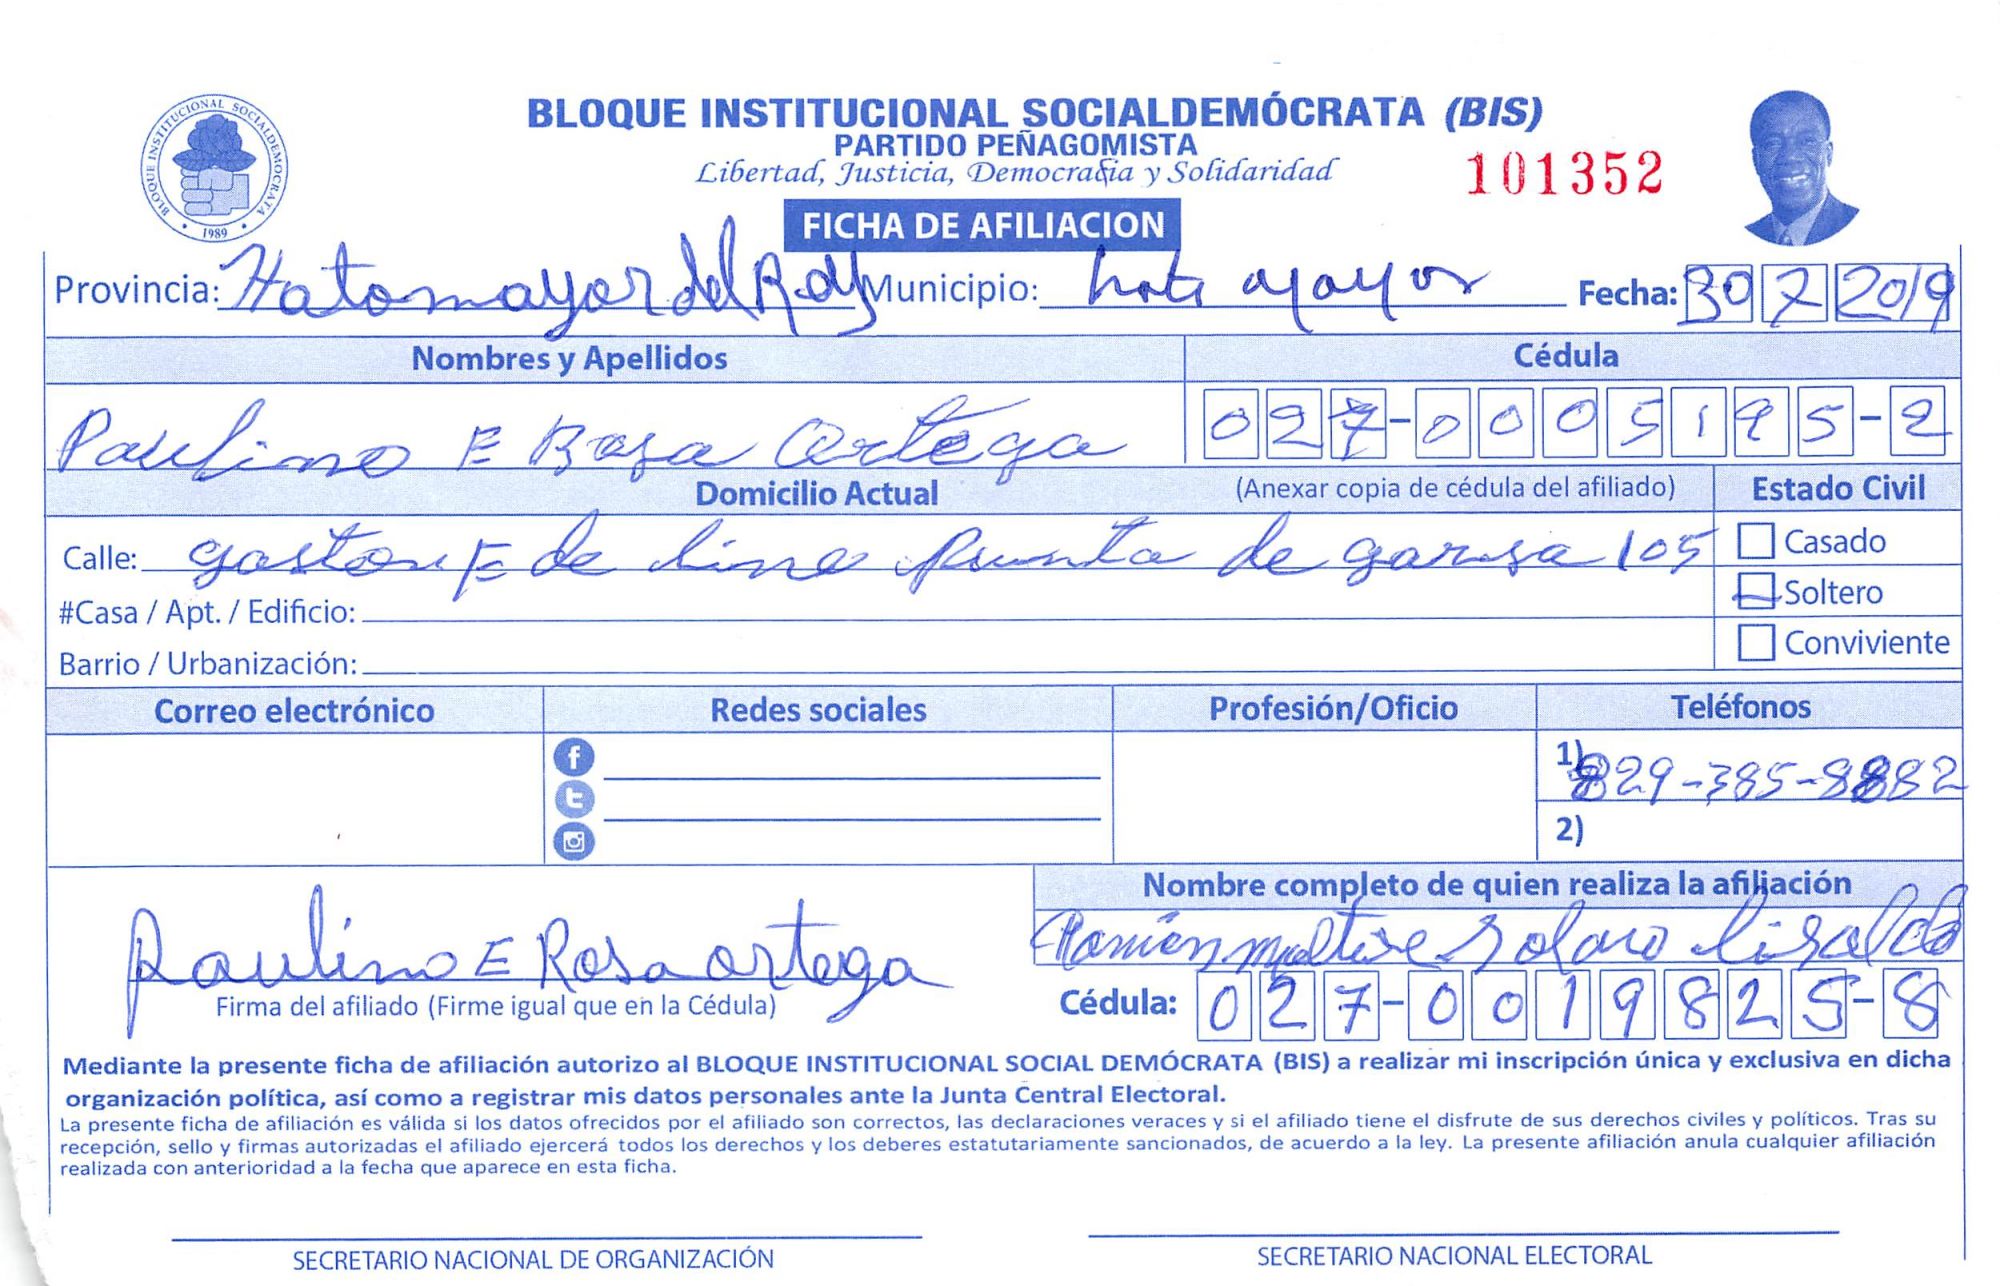 BLOQUE INSTITUCIONAL SOCIALDEMÓCRATA (BIS)
PARTIDO PEÑAGOMISTA
Libertad, Justicia, Democracia y Solidaridad
101352
BLOQUE INSTITUCIONAL SOCIALDEMOCRATA
1989
FICHA DE AFILIACION
Provincia: Hatomayor del Rey Municipio: hato mayor Fecha: 30 7 2019
Nombres y Apellidos Cédula
Paulino E Rosa Ortega 027-0005195-2
Domicilio Actual (Anexar copia de cédula del afiliado) Estado Civil
Calle: gaston F de line punta de garsa 105 Casado
#Casa / Apt. / Edificio: Soltero
Barrio / Urbanización: Conviviente
Correo electrónico Redes sociales Profesión/Oficio Teléfonos
1) 829-385-8882
2)
Nombre completo de quien realiza la afiliación
Ramón Solano Lisaldo
Paulino E Rosa ortega
Firma del afiliado (Firme igual que en la Cédula) Cédula: 027-0019825-8
Mediante la presente ficha de afiliación autorizo al BLOQUE INSTITUCIONAL SOCIAL DEMÓCRATA (BIS) a realizar mi inscripción única y exclusiva en dicha
organización política, así como a registrar mis datos personales ante la Junta Central Electoral.
La presente ficha de afiliación es válida si los datos ofrecidos por el afiliado son correctos, las declaraciones veraces y si el afiliado tiene el disfrute de sus derechos civiles y políticos. Tras su
recepción, sello y firmas autorizadas el afiliado ejercerá todos los derechos y los deberes estatutariamente sancionados, de acuerdo a la ley. La presente afiliación anula cualquier afiliación
realizada con anterioridad a la fecha que aparece en esta ficha.
SECRETARIO NACIONAL DE ORGANIZACIÓN SECRETARIO NACIONAL ELECTORAL